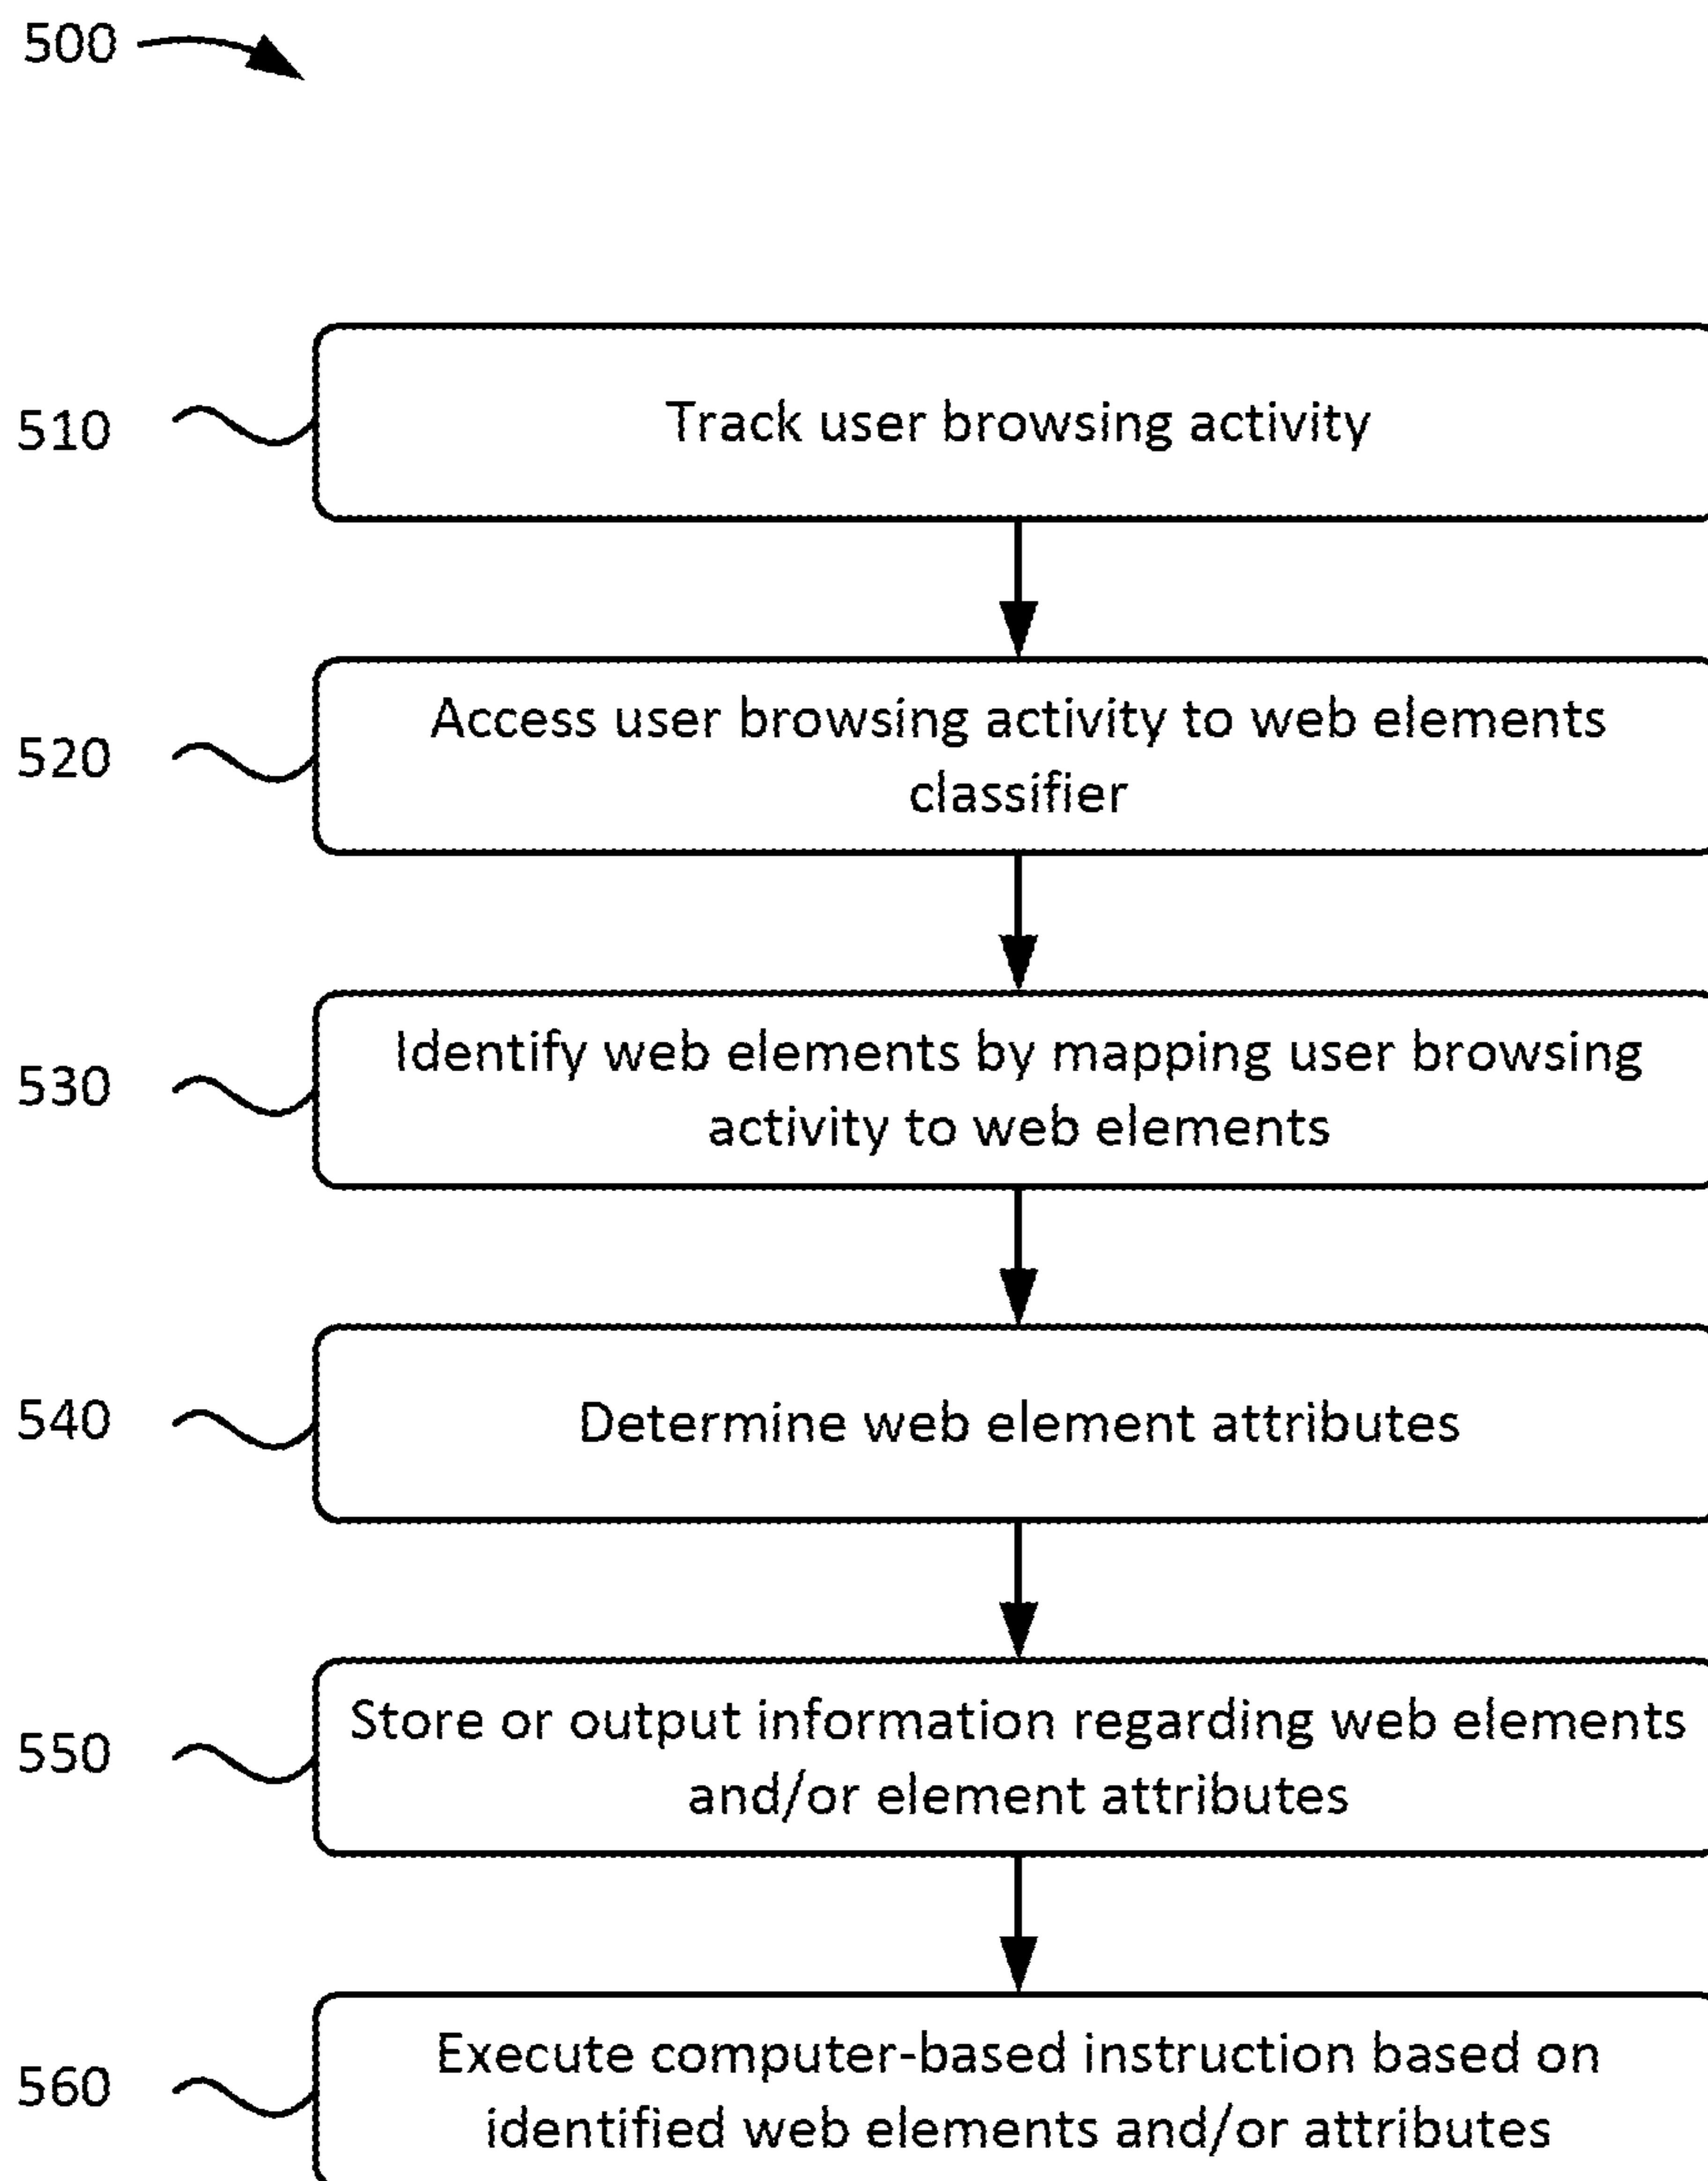 500
510
Track user browsing activity
520
Access user browsing activity to web elements
classifier
530
Identify web elements by mapping user browsing
activity to web elements
540
Determine web element attributes
550
Store or output information regarding web elements
and/or element attributes
560
Execute computer-based instruction based on
identified web elements and/or attributes